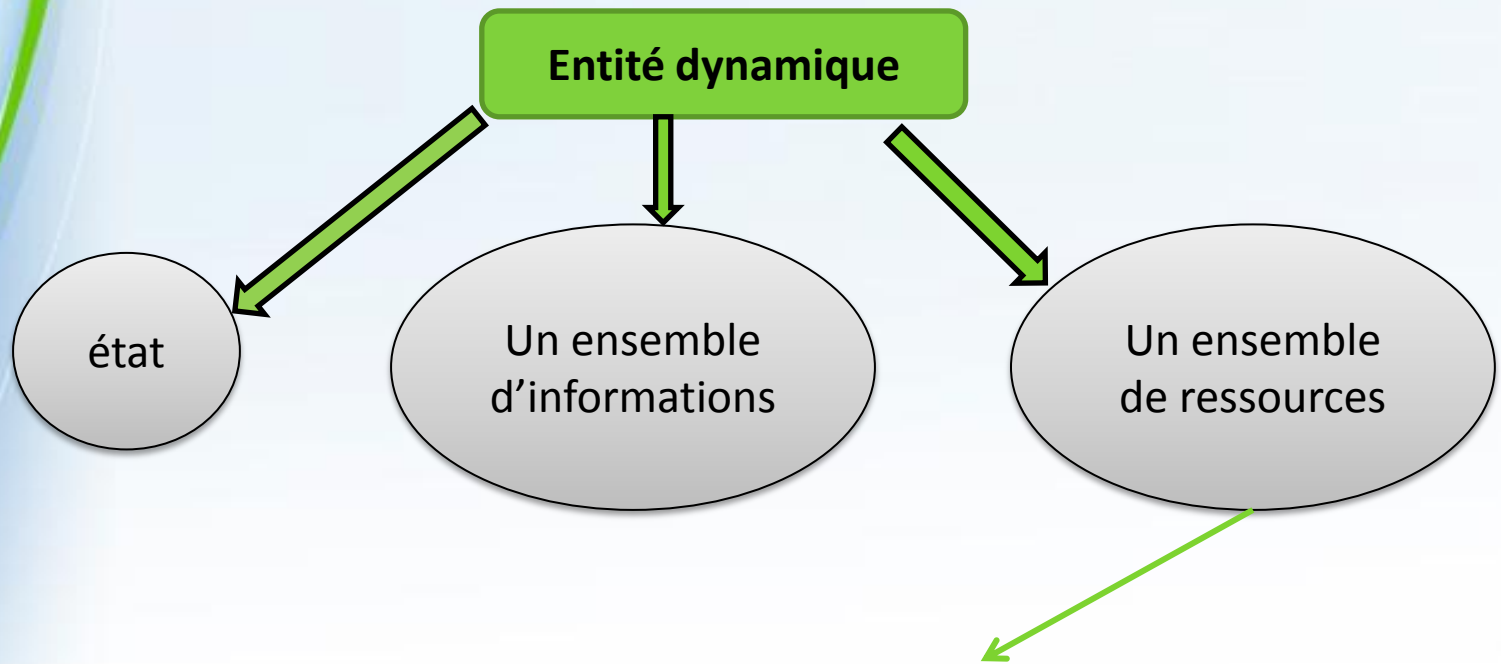 Entité dynamique
état
Un ensemble
d’informations
Un ensemble
de ressources